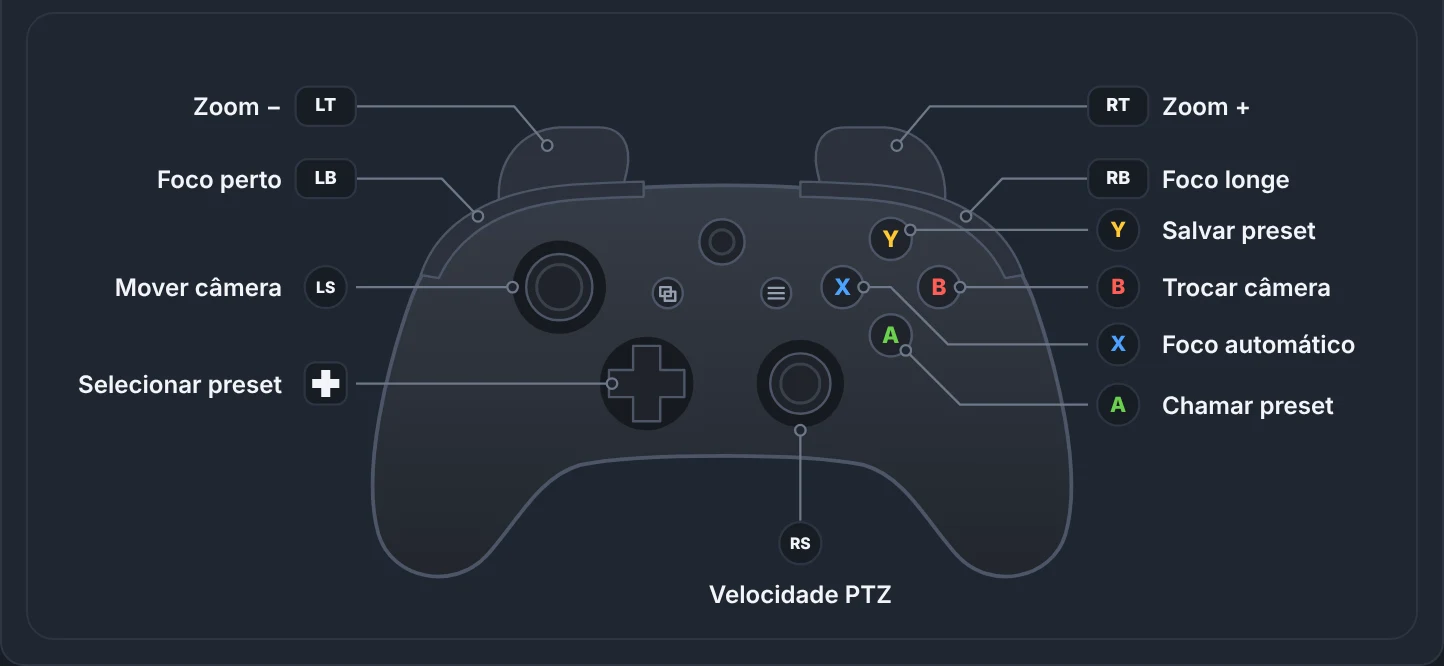 Zoom – LT
RT Zoom +
Foco perto LB
RB Foco longe
Y Y Salvar preset
Mover câmera LS
X B B Trocar câmera
A X Foco automático
Selecionar preset
A Chamar preset
RS
Velocidade PTZ